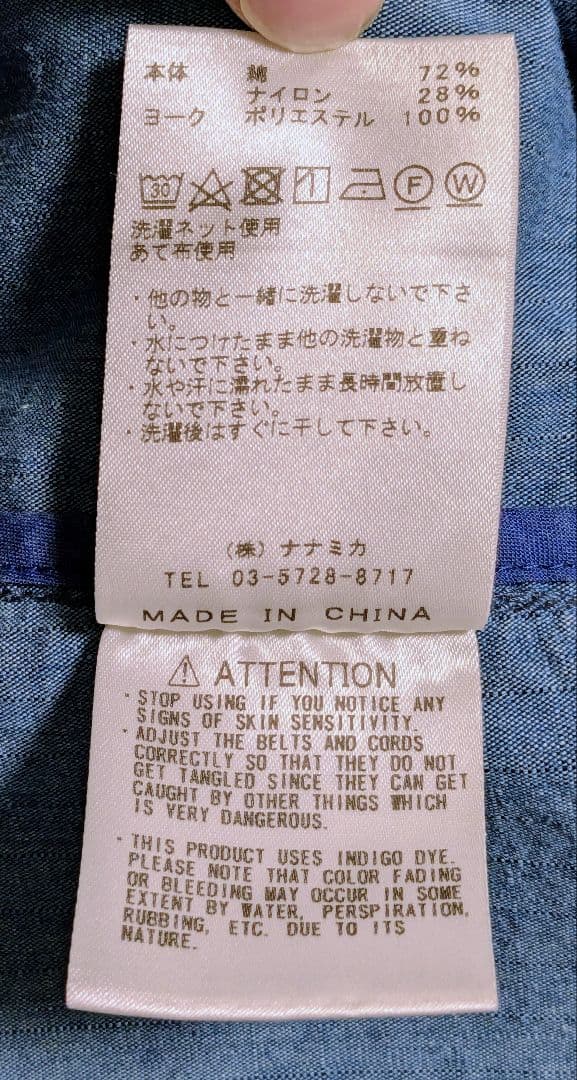 本体 綿 72%
ナイロン 28%
ヨーク ポリエステル 100%
30 F W
洗濯ネット使用
あて布使用
・他の物と一緒に洗濯しないで下さ
い。
・水につけたまま他の洗濯物と重ね
ないで下さい。
・水や汗に濡れたまま長時間放置し
ないで下さい。
・洗濯後はすぐに干して下さい。
(株) ナナミカ
TEL 03-5728-8717
MADE IN CHINA
⚠ ATTENTION
・STOP USING IF YOU NOTICE ANY
SIGNS OF SKIN SENSITIVITY.
・ADJUST THE BELTS AND CORDS
CORRECTLY SO THAT THEY DO NOT
GET TANGLED SINCE THEY CAN GET
CAUGHT BY OTHER THINGS WHICH
IS VERY DANGEROUS.
・THIS PRODUCT USES INDIGO DYE.
PLEASE NOTE THAT COLOR FADING
OR BLEEDING MAY OCCUR IN SOME
EXTENT BY WATER, PERSPIRATION,
RUBBING, ETC. DUE TO ITS
NATURE.